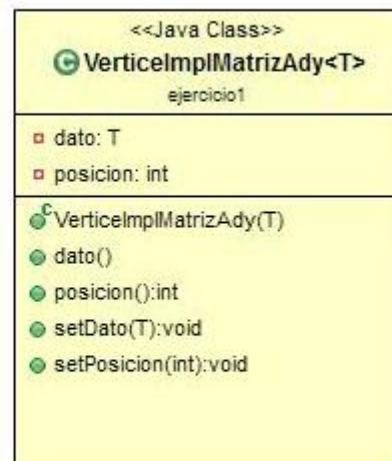 <<Java Class>>
VerticeImplMatrizAdy<T>
ejercicio1
dato: T
posicion: int
VerticeImplMatrizAdy(T)
dato()
posicion():int
setDato(T):void
setPosicion(int):void